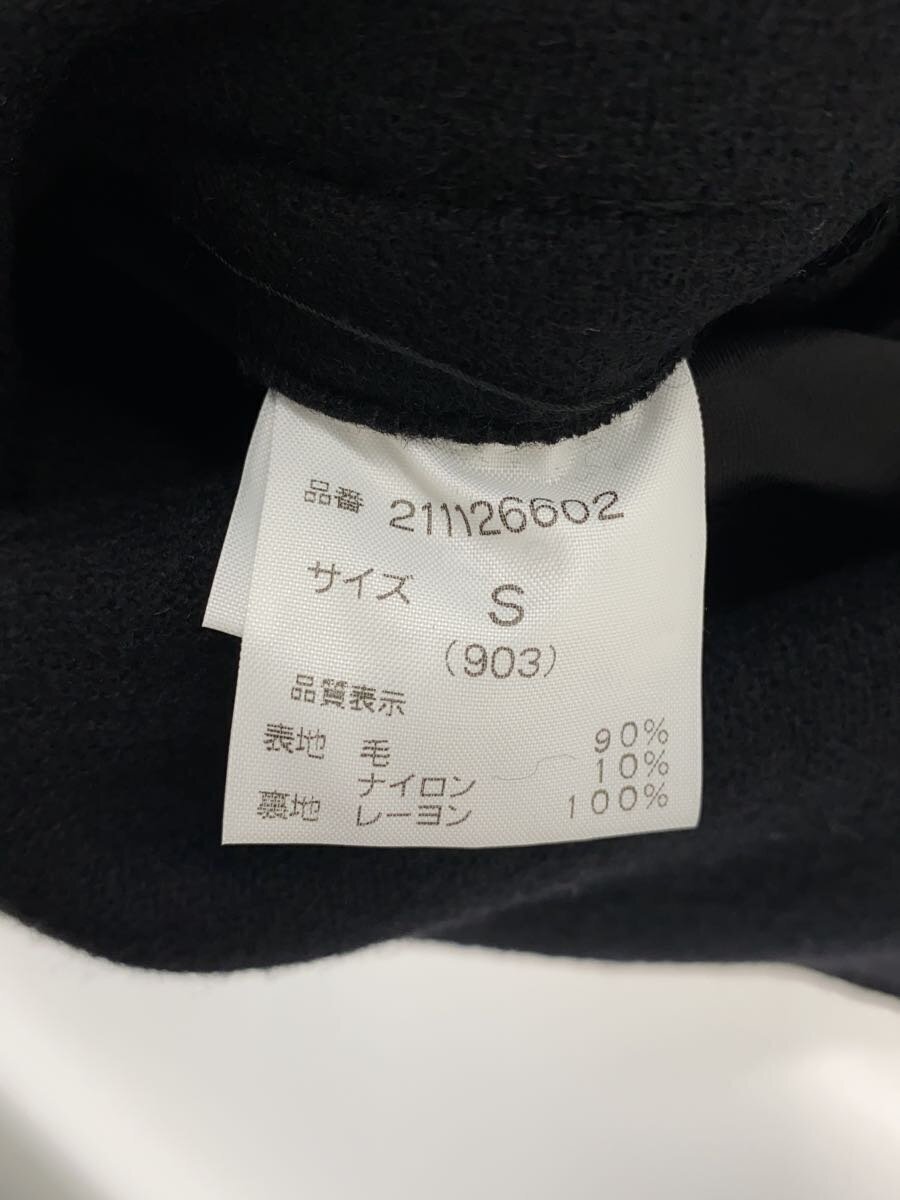 品番 211126602
サイズ S
(903)
品質表示
表地 毛 90%
ナイロン 10%
裏地 レーヨン 100%